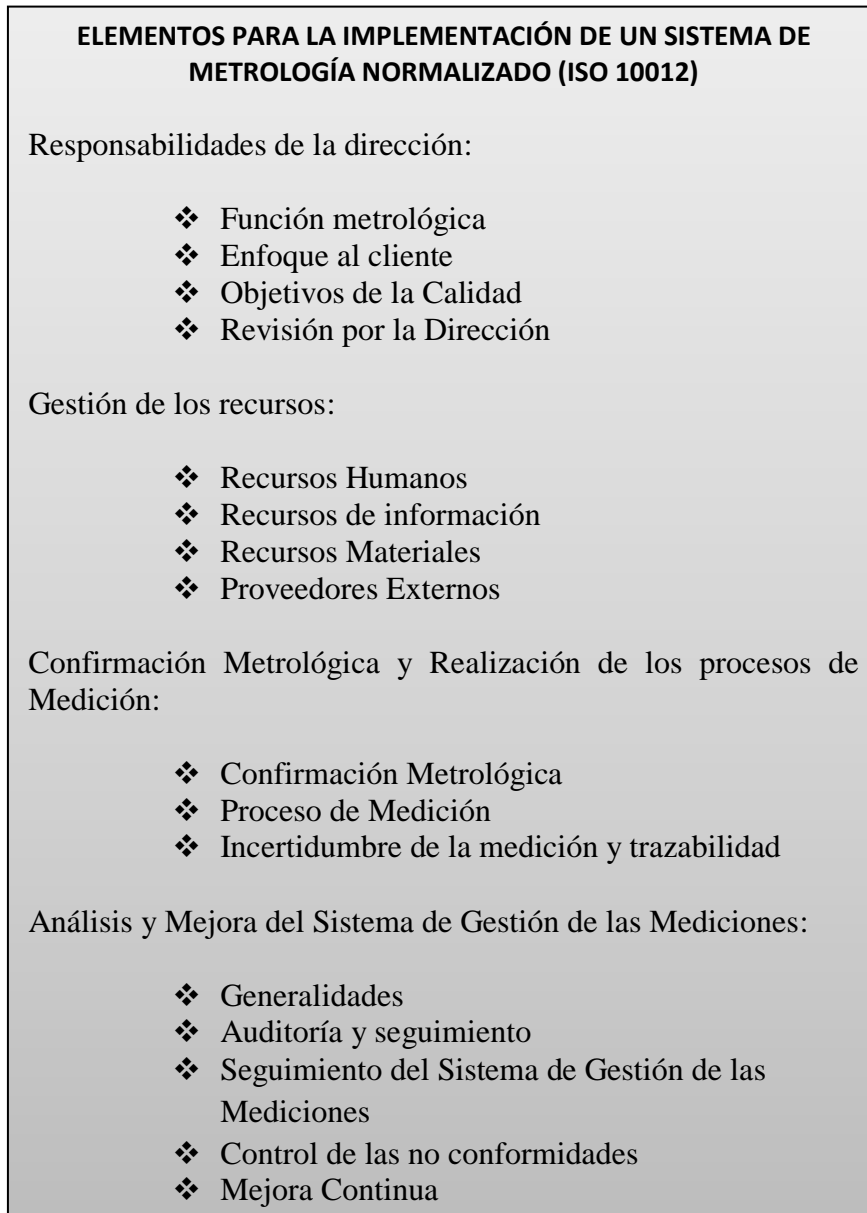 ELEMENTOS PARA LA IMPLEMENTACIÓN DE UN SISTEMA DE
METROLOGÍA NORMALIZADO (ISO 10012)
Responsabilidades de la dirección:
❖ Función metrológica
❖ Enfoque al cliente
❖ Objetivos de la Calidad
❖ Revisión por la Dirección
Gestión de los recursos:
❖ Recursos Humanos
❖ Recursos de información
❖ Recursos Materiales
❖ Proveedores Externos
Confirmación Metrológica y Realización de los procesos de
Medición:
❖ Confirmación Metrológica
❖ Proceso de Medición
❖ Incertidumbre de la medición y trazabilidad
Análisis y Mejora del Sistema de Gestión de las Mediciones:
❖ Generalidades
❖ Auditoría y seguimiento
❖ Seguimiento del Sistema de Gestión de las
Mediciones
❖ Control de las no conformidades
❖ Mejora Continua